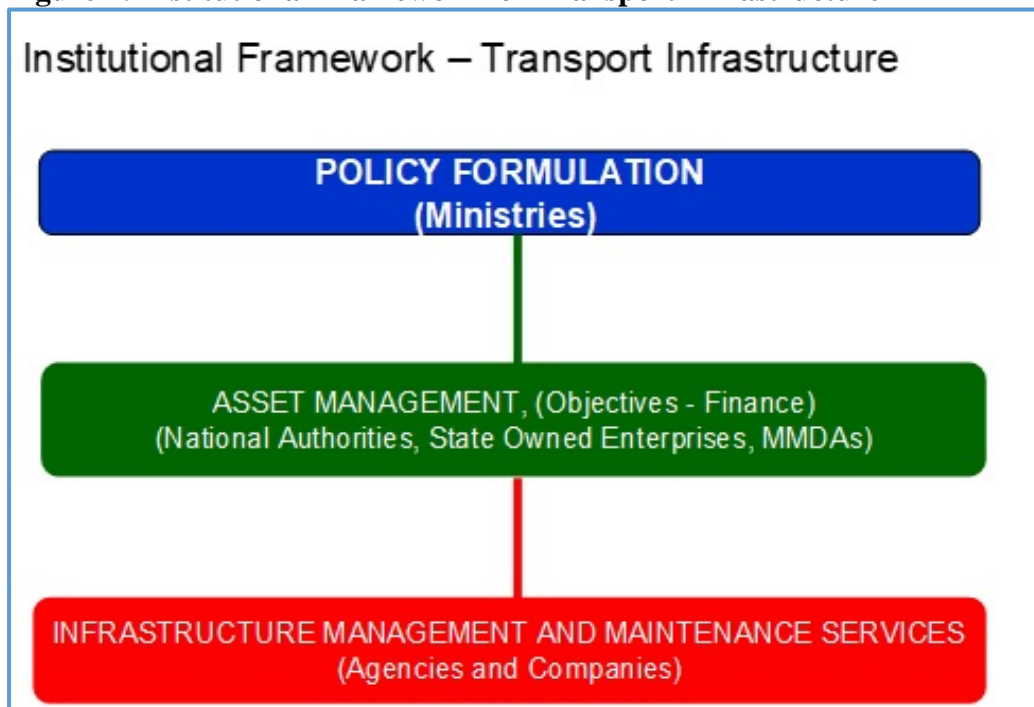 Institutional Framework – Transport Infrastructure
POLICY FORMULATION
(Ministries)
ASSET MANAGEMENT, (Objectives - Finance)
(National Authorities, State Owned Enterprises, MMDAs)
INFRASTRUCTURE MANAGEMENT AND MAINTENANCE SERVICES
(Agencies and Companies)